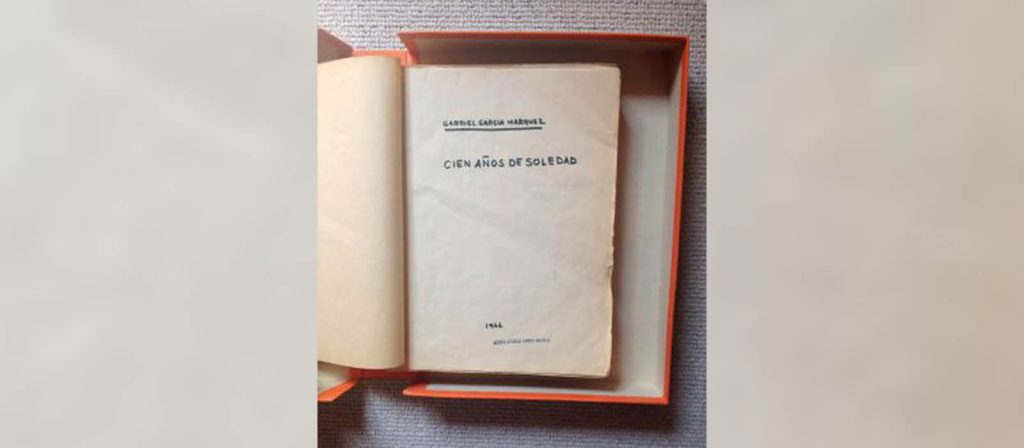 GABRIEL GARCIA MARQUEZ
CIEN AÑOS DE SOLEDAD
1966